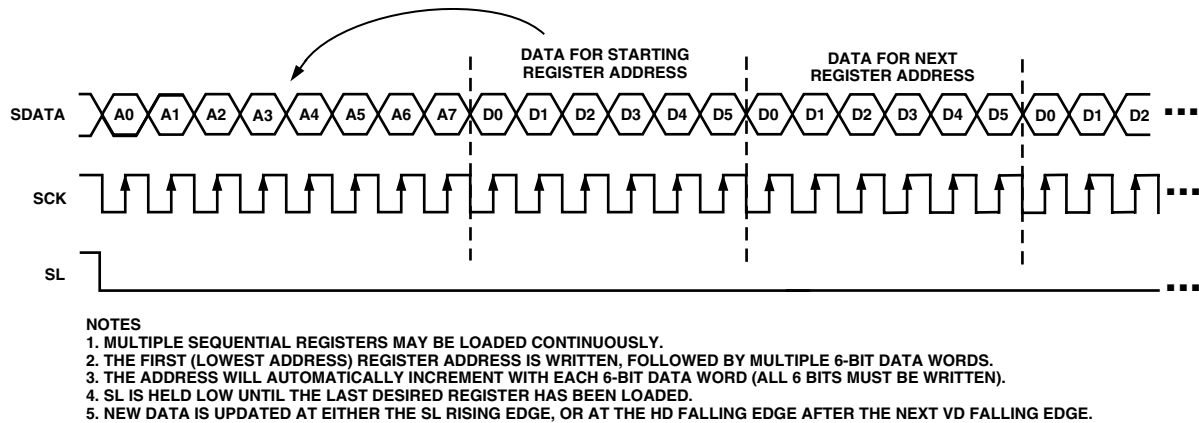 DATA FOR STARTING
REGISTER ADDRESS
DATA FOR NEXT
REGISTER ADDRESS
SDATA A0 A1 A2 A3 A4 A5 A6 A7 D0 D1 D2 D3 D4 D5 D0 D1 D2 D3 D4 D5 D0 D1 D2
SCK
SL
NOTES
1. MULTIPLE SEQUENTIAL REGISTERS MAY BE LOADED CONTINUOUSLY.
2. THE FIRST (LOWEST ADDRESS) REGISTER ADDRESS IS WRITTEN, FOLLOWED BY MULTIPLE 6-BIT DATA WORDS.
3. THE ADDRESS WILL AUTOMATICALLY INCREMENT WITH EACH 6-BIT DATA WORD (ALL 6 BITS MUST BE WRITTEN).
4. SL IS HELD LOW UNTIL THE LAST DESIRED REGISTER HAS BEEN LOADED.
5. NEW DATA IS UPDATED AT EITHER THE SL RISING EDGE, OR AT THE HD FALLING EDGE AFTER THE NEXT VD FALLING EDGE.